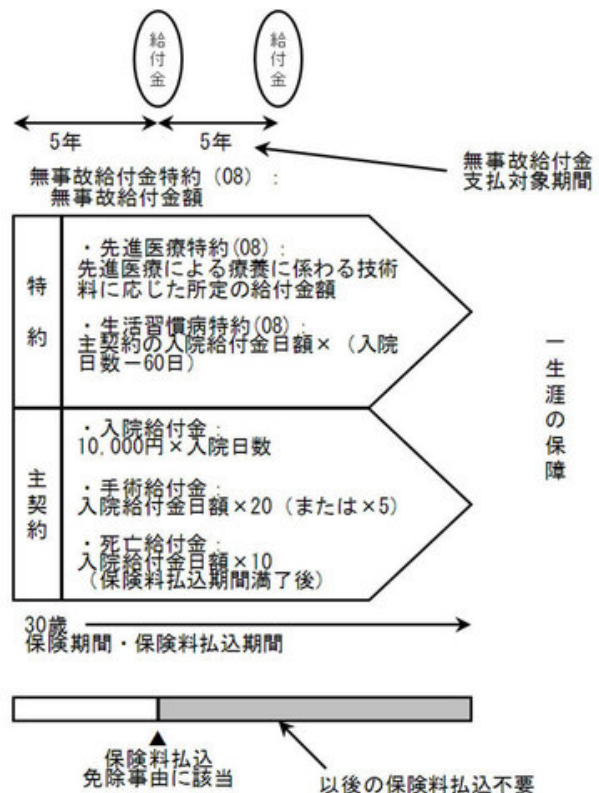 給付金
給付金
5年
5年
無事故給付金
支払対象期間
無事故給付金特約(08):
無事故給付金額
特約
・先進医療特約(08):
先進医療による療養に係わる技術
料に応じた所定の給付金額
・生活習慣病特約(08):
主契約の入院給付金日額×(入院
日数-60日)
一生涯の保障
主契約
・入院給付金:
10,000円×入院日数
・手術給付金:
入院給付金日額×20(または×5)
・死亡給付金:
入院給付金日額×10
(保険料払込期間満了後)
30歳
保険期間・保険料払込期間
保険料払込
免除事由に該当
以後の保険料払込不要